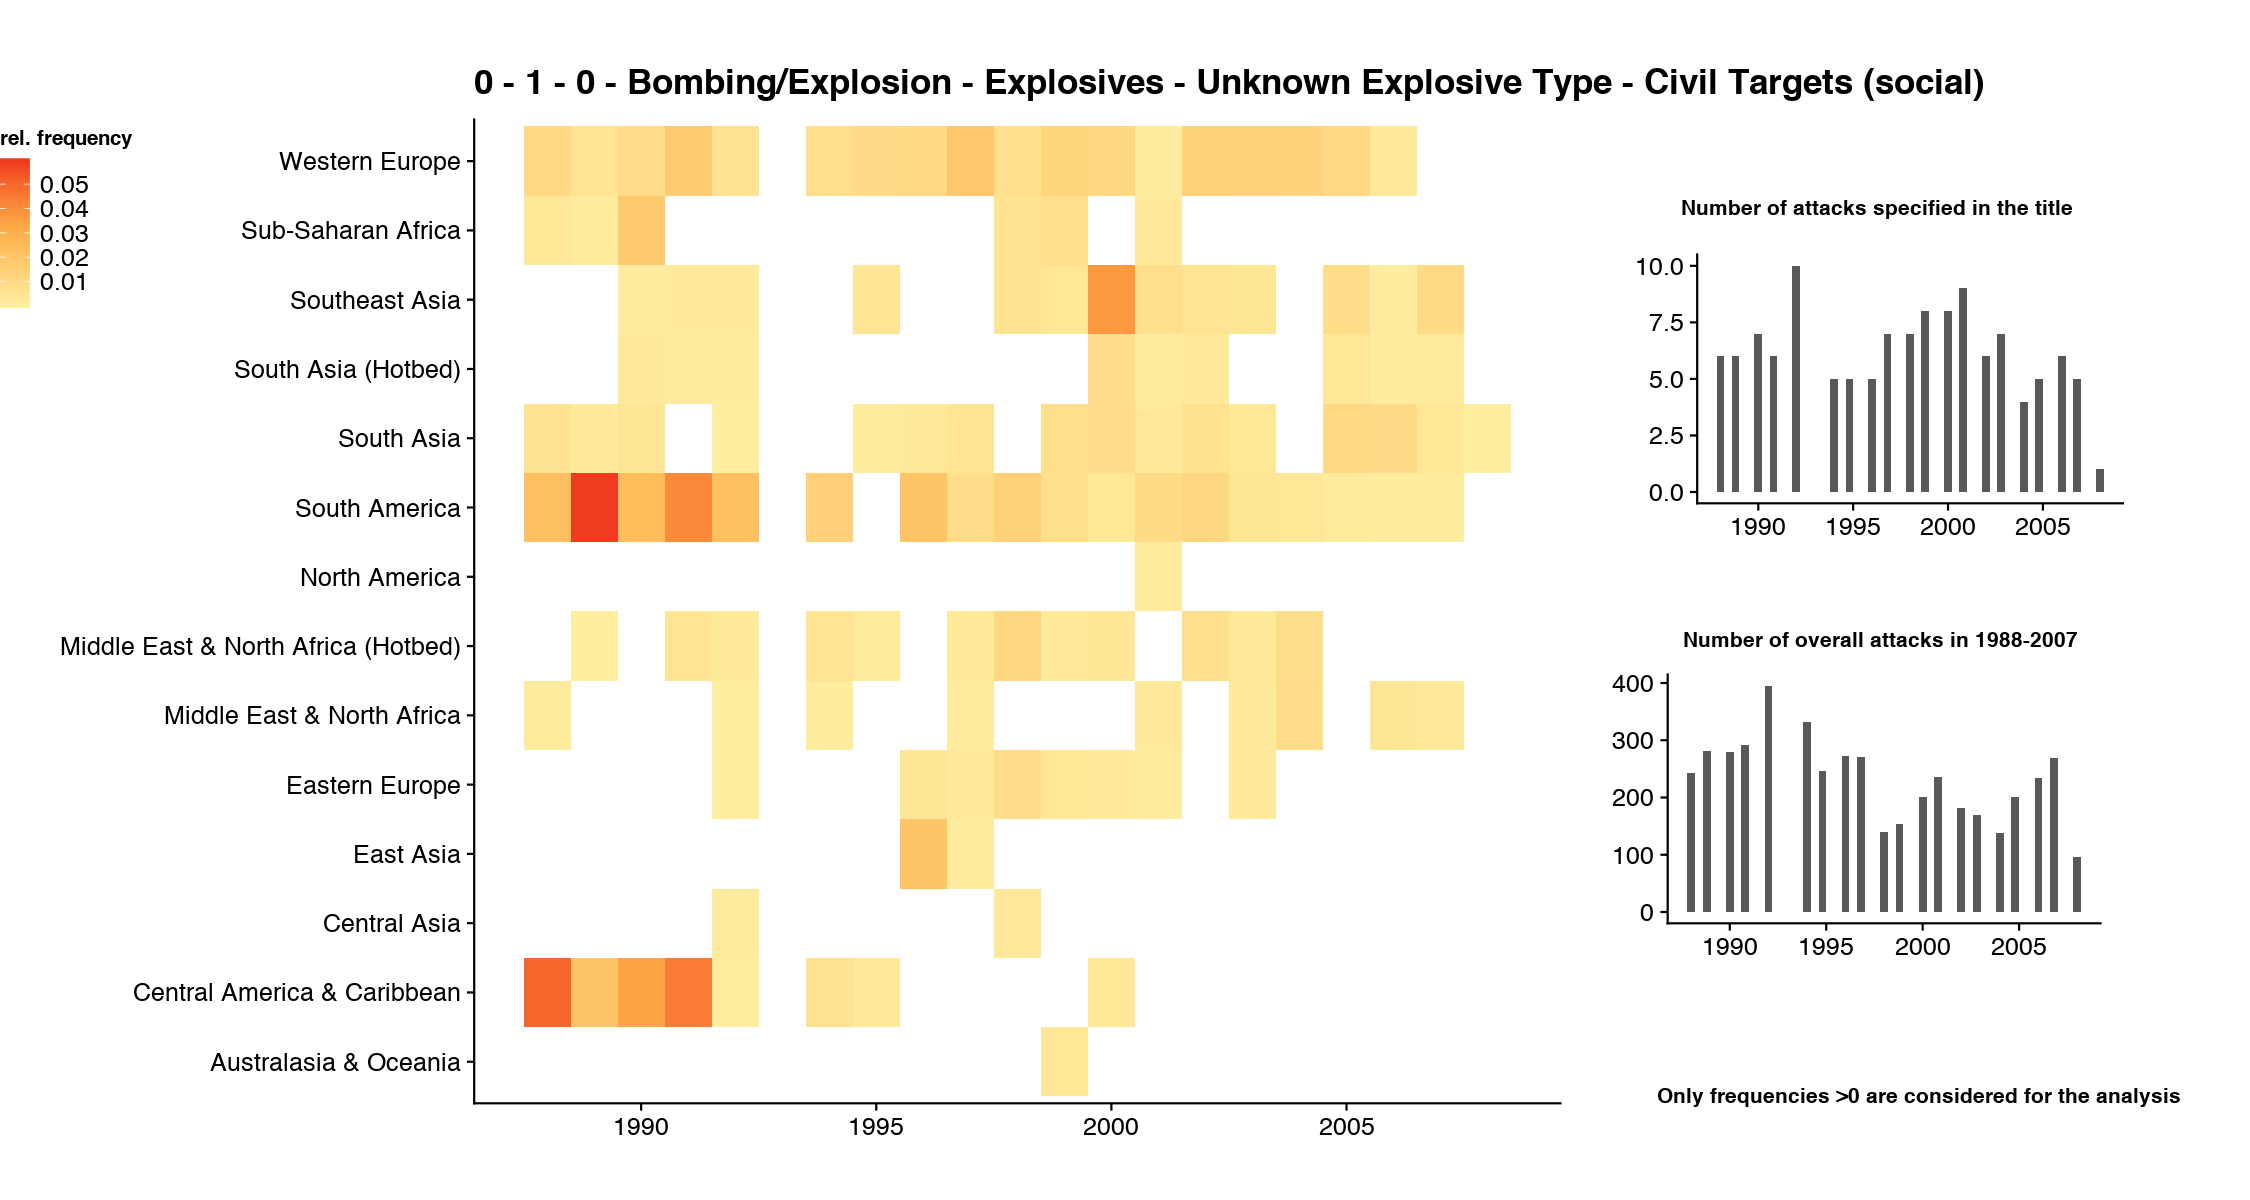 0 - 1 - 0 - Bombing/Explosion - Explosives - Unknown Explosive Type - Civil Targets (social)
rel. frequency
0.05
0.04
0.03
0.02
0.01
Western Europe
Sub-Saharan Africa
Southeast Asia
South Asia (Hotbed)
South Asia
South America
North America
Middle East & North Africa (Hotbed)
Middle East & North Africa
Eastern Europe
East Asia
Central Asia
Central America & Caribbean
Australasia & Oceania
1990 1995 2000 2005
Number of attacks specified in the title
10.0
7.5
5.0
2.5
0.0
1990 1995 2000 2005
Number of overall attacks in 1988-2007
400
300
200
100
0
1990 1995 2000 2005
Only frequencies >0 are considered for the analysis